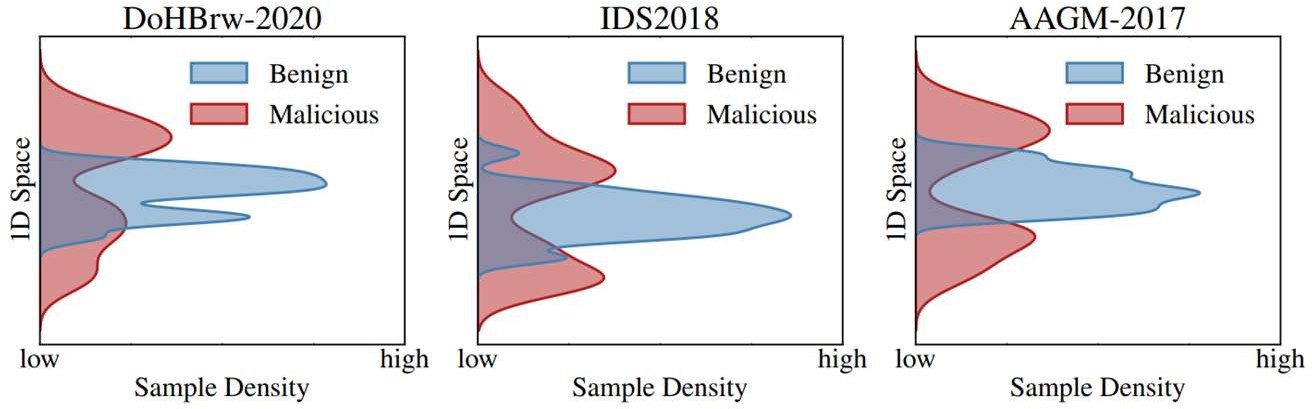 DoHBrw-2020
Benign
Malicious
1D Space
low
high
Sample Density
IDS2018
Benign
Malicious
1D Space
low
high
Sample Density
AAGM-2017
Benign
Malicious
1D Space
low
high
Sample Density